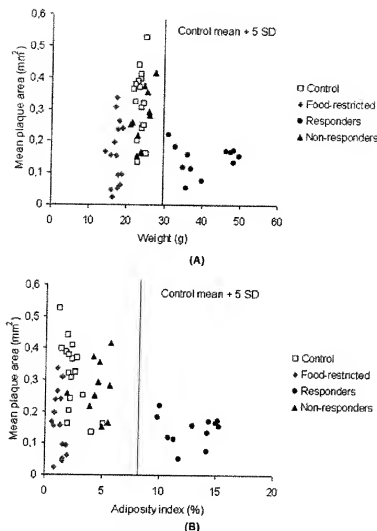 Control mean + 5 SD
Mean plaque area (mm²)
0,6
0,5
0,4
0,3
0,2
0,1
0
0 10 20 30 40 50 60
Weight (g)
Control
Food-restricted
Responders
Non-responders
(A)
Control mean + 5 SD
Mean plaque area (mm²)
0,6
0,5
0,4
0,3
0,2
0,1
0
0 5 10 15 20
Adiposity index (%)
Control
Food-restricted
Responders
Non-responders
(B)